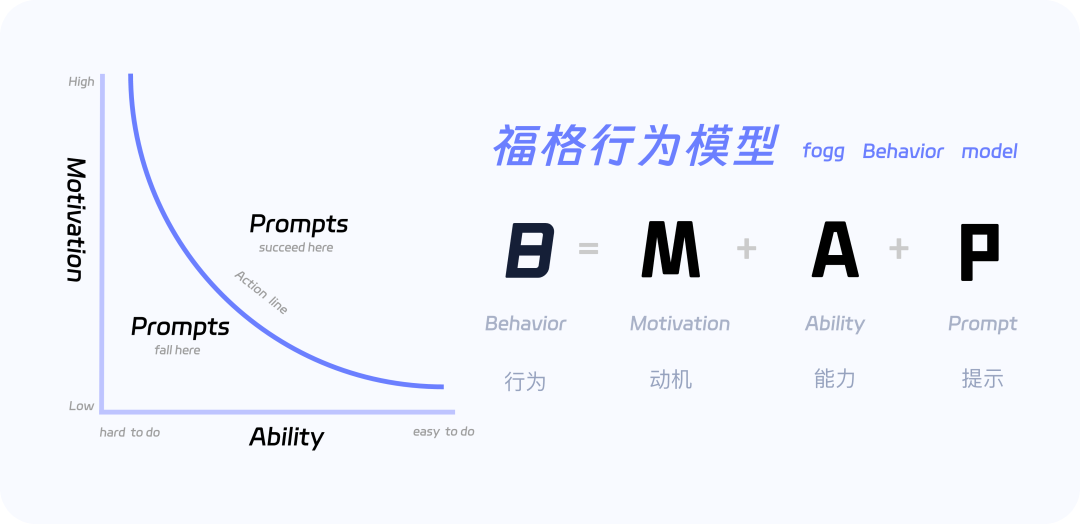 High
Motivation
Prompts
succeed here
Action line
Prompts
fall here
Low
hard to do
Ability
easy to do
福格行为模型 fogg Behavior model
B = M + A + P
Behavior Motivation Ability Prompt
行为 动机 能力 提示